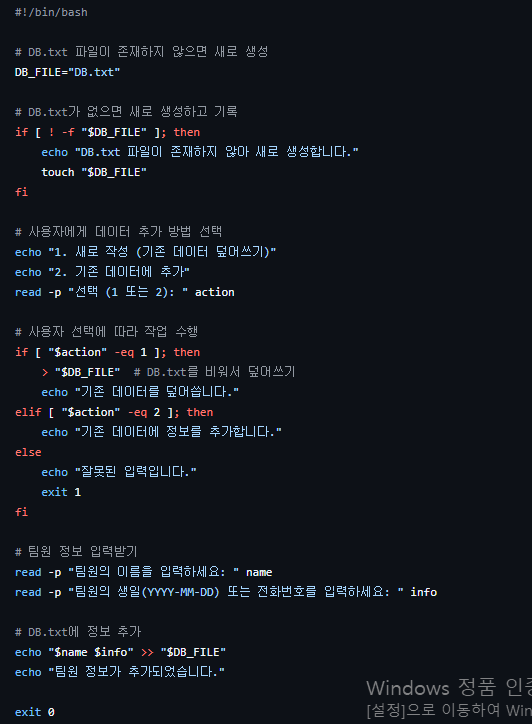 #!/bin/bash
# DB.txt 파일이 존재하지 않으면 새로 생성
DB_FILE="DB.txt"
# DB.txt가 없으면 새로 생성하고 기록
if [ ! -f "$DB_FILE" ]; then
    echo "DB.txt 파일이 존재하지 않아 새로 생성합니다."
    touch "$DB_FILE"
fi
# 사용자에게 데이터 추가 방법 선택
echo "1. 새로 작성 (기존 데이터 덮어쓰기)"
echo "2. 기존 데이터에 추가"
read -p "선택 (1 또는 2): " action
# 사용자 선택에 따라 작업 수행
if [ "$action" -eq 1 ]; then
    > "$DB_FILE"  # DB.txt를 비워서 덮어쓰기
    echo "기존 데이터를 덮어씁니다."
elif [ "$action" -eq 2 ]; then
    echo "기존 데이터에 정보를 추가합니다."
else
    echo "잘못된 입력입니다."
    exit 1
fi
# 팀원 정보 입력받기
read -p "팀원의 이름을 입력하세요: " name
read -p "팀원의 생일(YYYY-MM-DD) 또는 전화번호를 입력하세요: " info
# DB.txt에 정보 추가
echo "$name $info" >> "$DB_FILE"
echo "팀원 정보가 추가되었습니다."
Windows 정품 인증
[설정]으로 이동하여 Win
exit 0